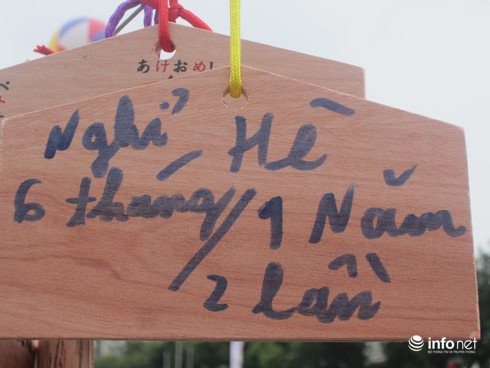 あけおめ!
Nghỉ Hè
6 tháng/1 Năm
/2 lần
infonet